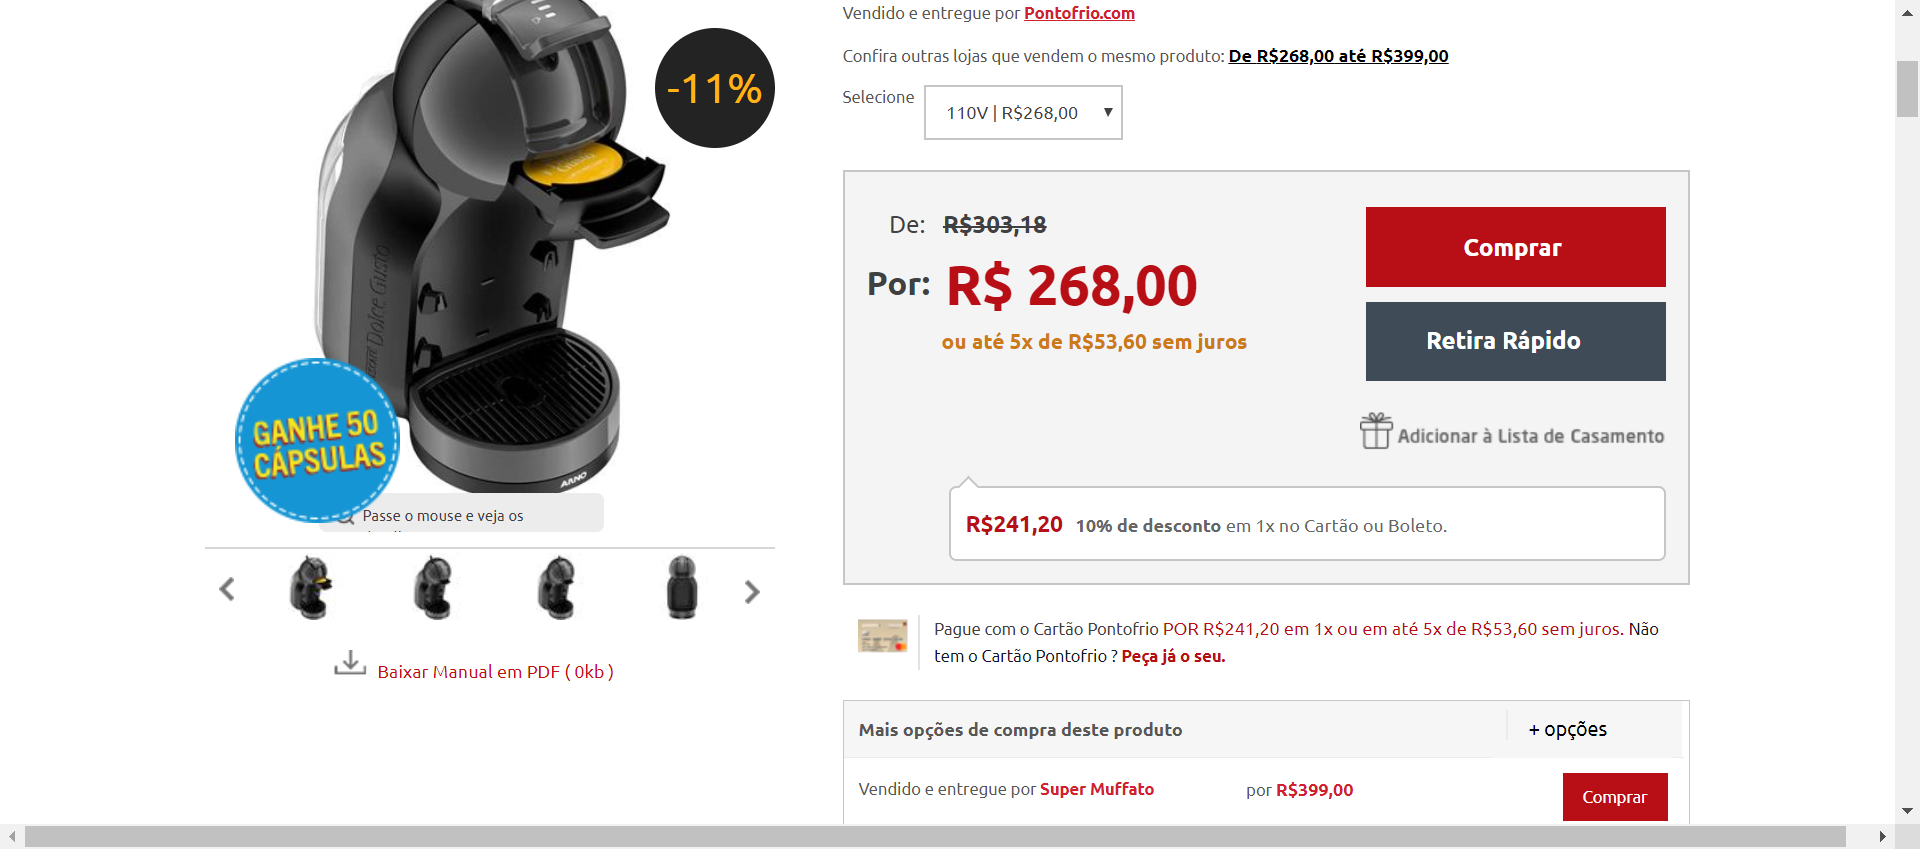 -11%
Dolce Gusto
ARNO
GANHE 50
CÁPSULAS
Passe o mouse e veja os
Baixar Manual em PDF ( 0kb )
Vendido e entregue por Pontofrio.com
Confira outras lojas que vendem o mesmo produto: De R$268,00 até R$399,00
Selecione
110V | R$268,00
De: R$303,18
Por: R$ 268,00
ou até 5x de R$53,60 sem juros
Comprar
Retira Rápido
Adicionar à Lista de Casamento
R$241,20 10% de desconto em 1x no Cartão ou Boleto.
Pague com o Cartão Pontofrio POR R$241,20 em 1x ou em até 5x de R$53,60 sem juros. Não
tem o Cartão Pontofrio ? Peça já o seu.
Mais opções de compra deste produto
+ opções
Vendido e entregue por Super Muffato
por R$399,00
Comprar